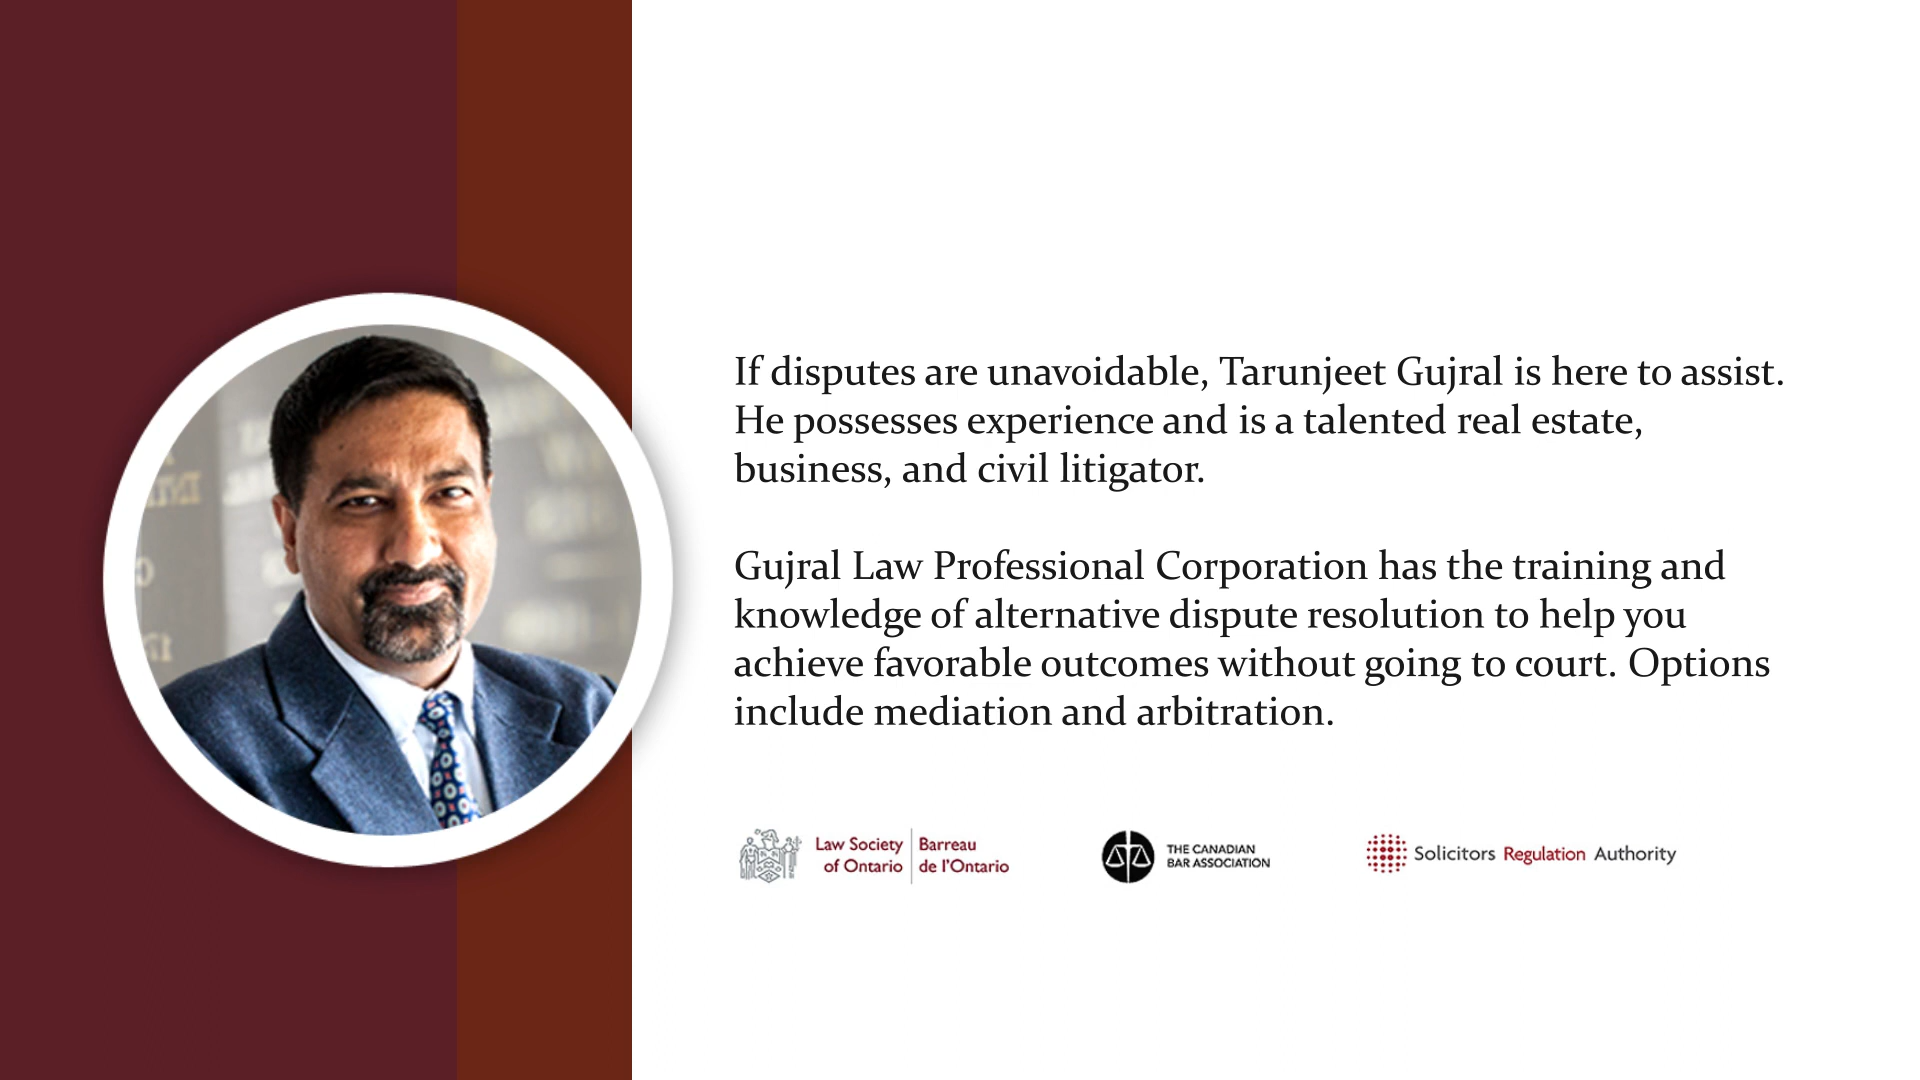 If disputes are unavoidable, Tarunjeet Gujral is here to assist.
He possesses experience and is a talented real estate,
business, and civil litigator.
Gujral Law Professional Corporation has the training and
knowledge of alternative dispute resolution to help you
achieve favorable outcomes without going to court. Options
include mediation and arbitration.
Law Society
of Ontario
Barreau
de l'Ontario
THE CANADIAN
BAR ASSOCIATION
Solicitors Regulation Authority